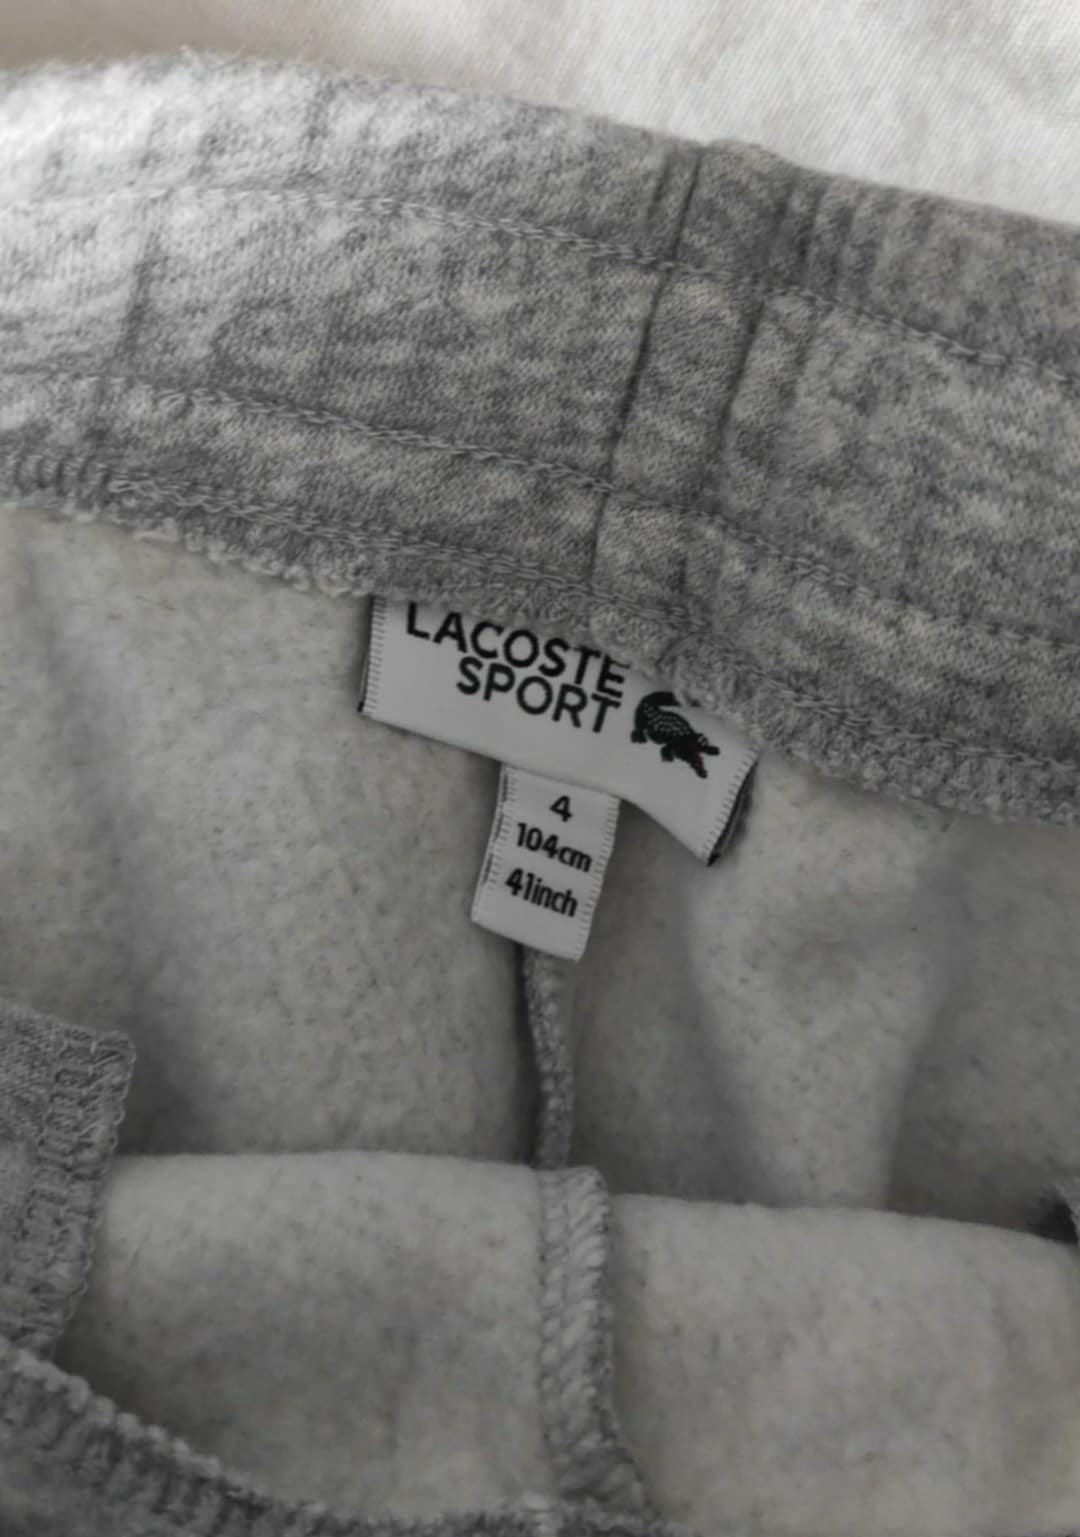 LACOSTE
SPORT
4
104cm
41inch